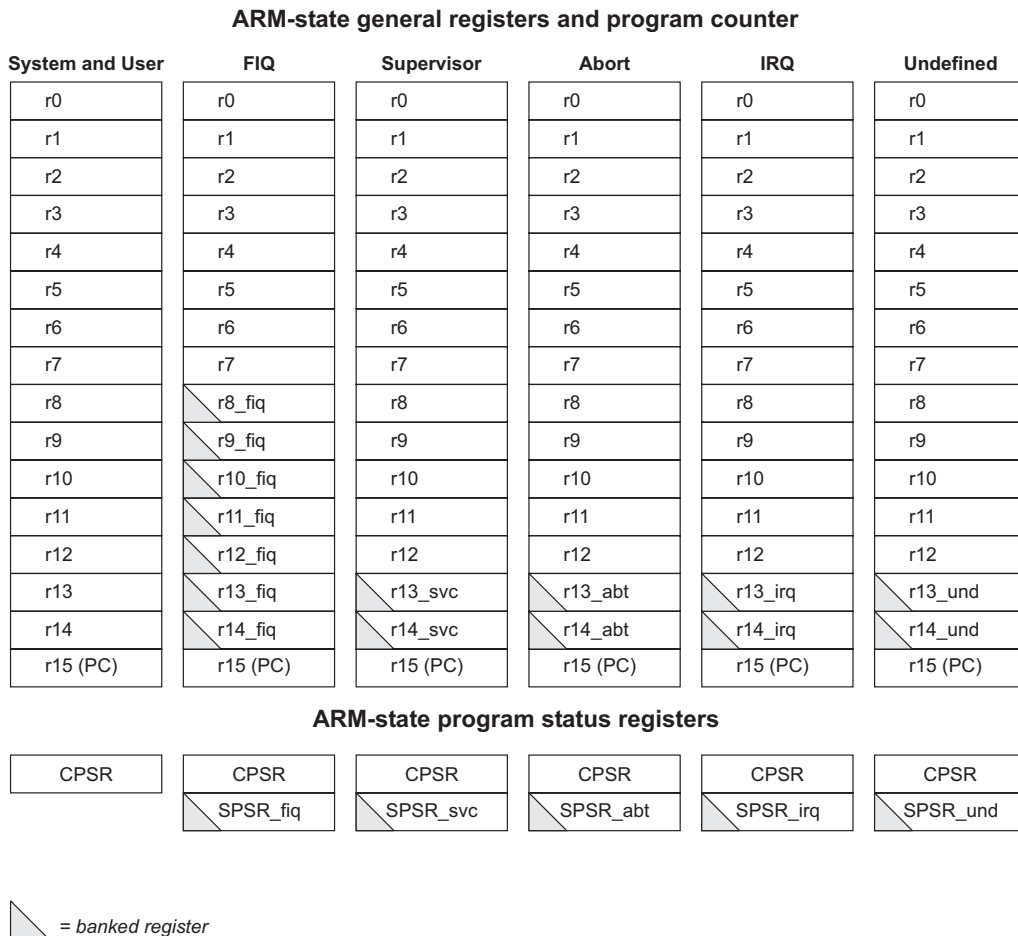 ARM-state general registers and program counter
System and User FIQ Supervisor Abort IRQ Undefined
r0 r0 r0 r0 r0 r0
r1 r1 r1 r1 r1 r1
r2 r2 r2 r2 r2 r2
r3 r3 r3 r3 r3 r3
r4 r4 r4 r4 r4 r4
r5 r5 r5 r5 r5 r5
r6 r6 r6 r6 r6 r6
r7 r7 r7 r7 r7 r7
r8 r8_fiq r8 r8 r8 r8
r9 r9_fiq r9 r9 r9 r9
r10 r10_fiq r10 r10 r10 r10
r11 r11_fiq r11 r11 r11 r11
r12 r12_fiq r12 r12 r12 r12
r13 r13_fiq r13_svc r13_abt r13_irq r13_und
r14 r14_fiq r14_svc r14_abt r14_irq r14_und
r15 (PC) r15 (PC) r15 (PC) r15 (PC) r15 (PC) r15 (PC)
ARM-state program status registers
CPSR CPSR CPSR CPSR CPSR CPSR
SPSR_fiq SPSR_svc SPSR_abt SPSR_irq SPSR_und
= banked register